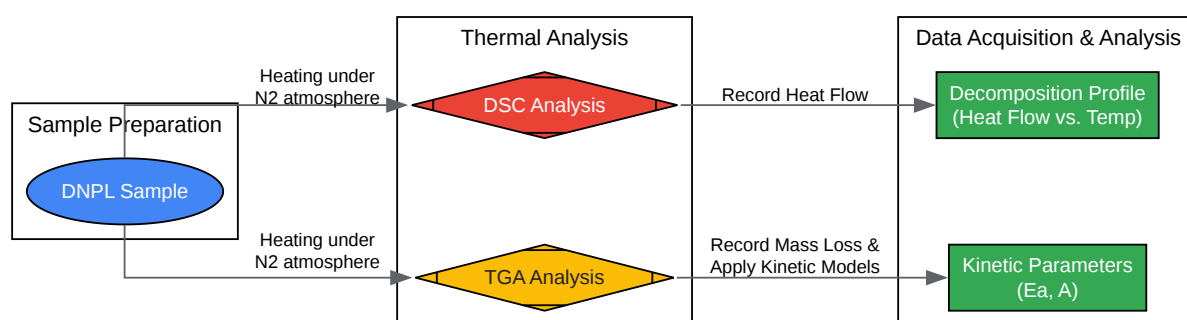 Sample Preparation
DNPL Sample
Heating under
N2 atmosphere
Heating under
N2 atmosphere
Thermal Analysis
DSC Analysis
TGA Analysis
Record Heat Flow
Record Mass Loss &
Apply Kinetic Models
Data Acquisition & Analysis
Decomposition Profile
(Heat Flow vs. Temp)
Kinetic Parameters
(Ea, A)